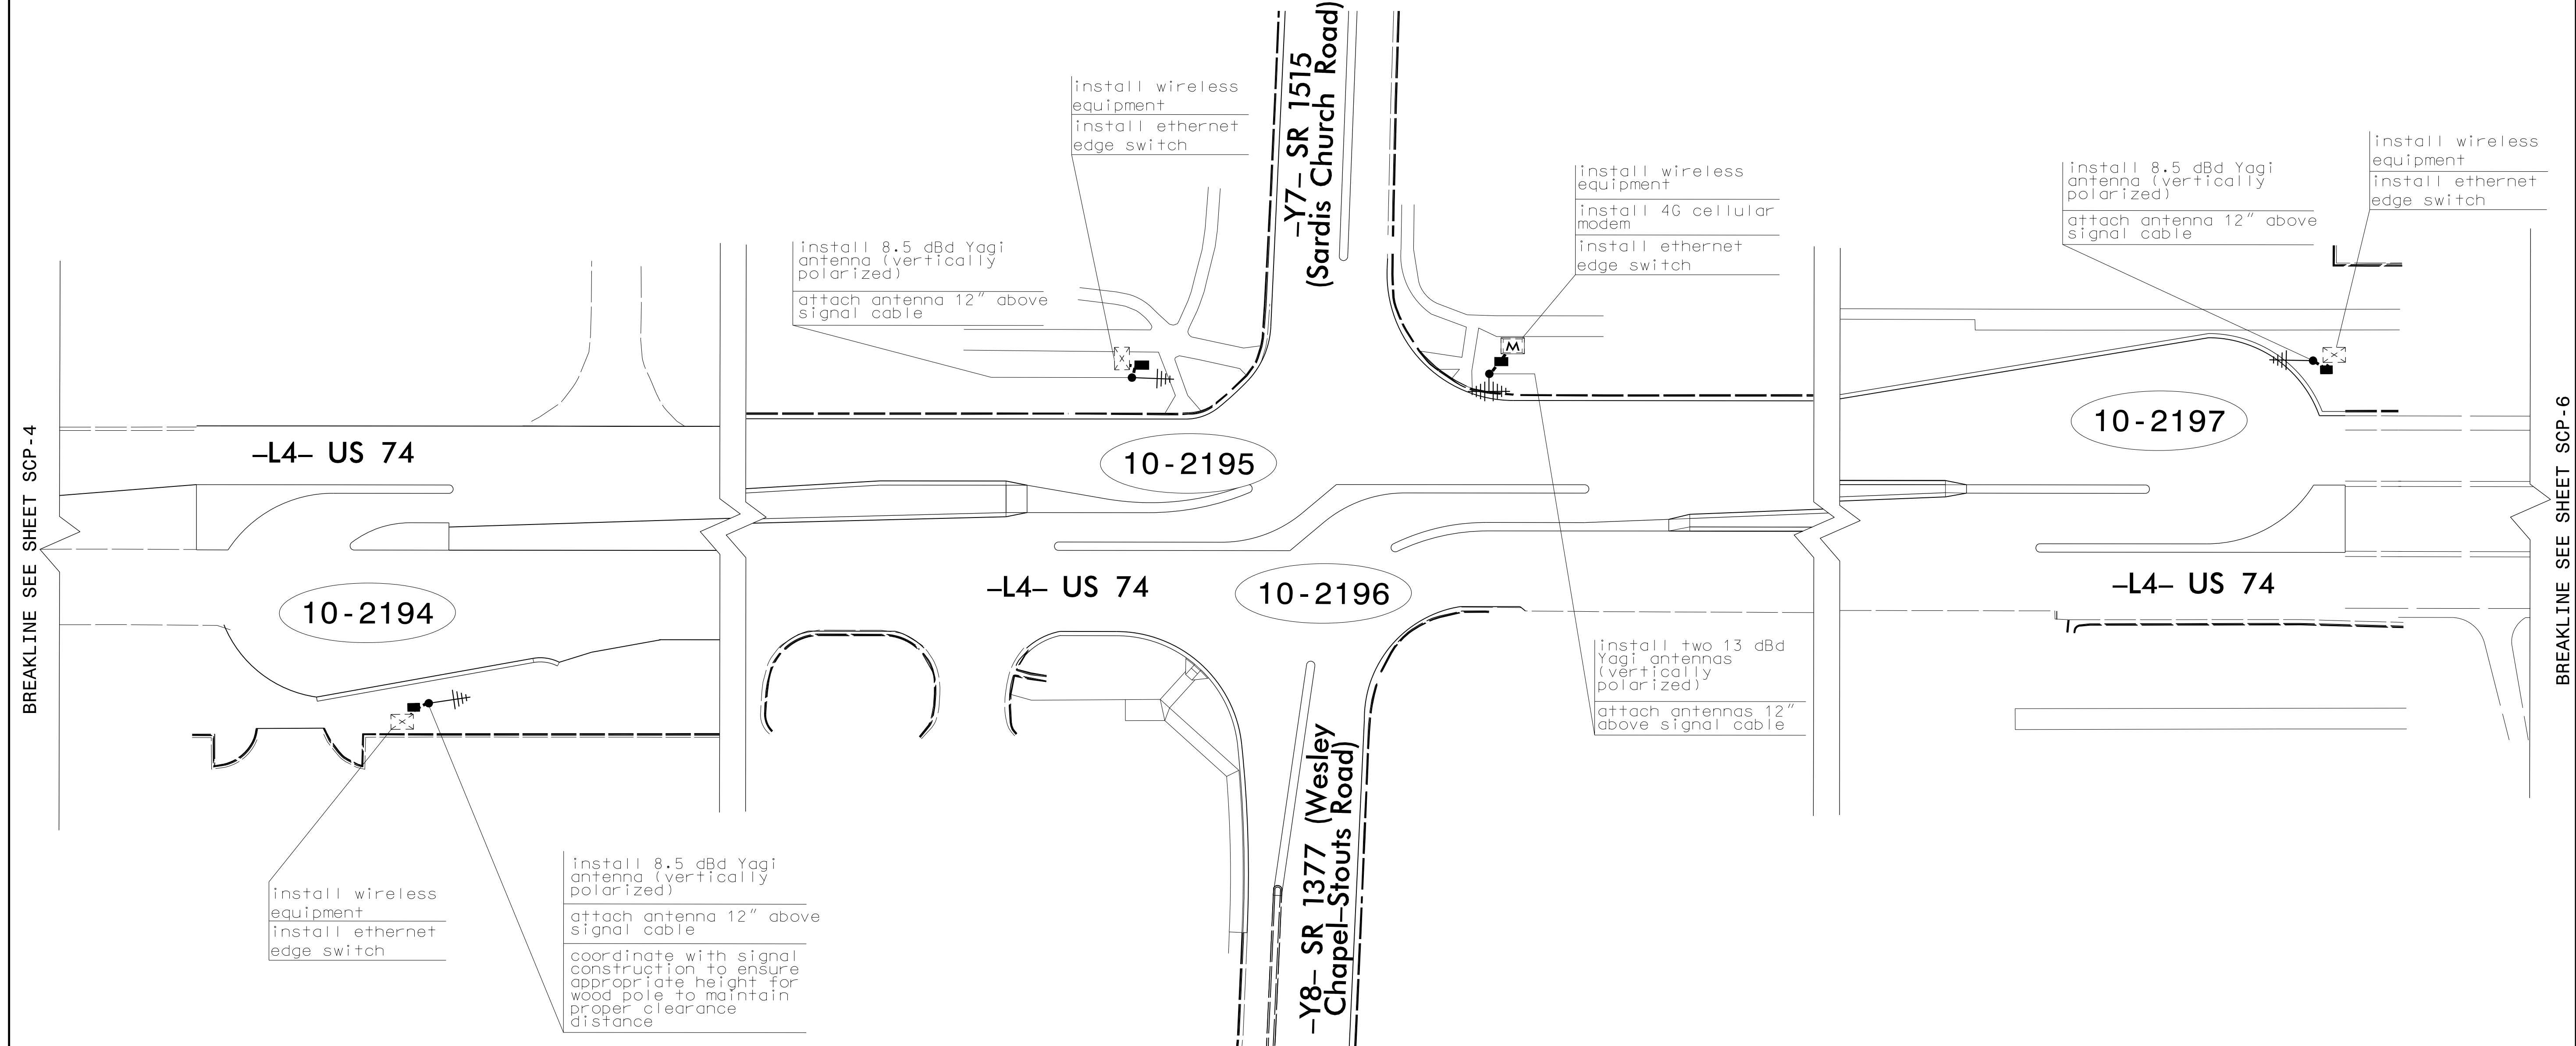 BREAKLINE SEE SHEET SCP-4
–L4– US 74
10-2194
install wireless
equipment
install ethernet
edge switch
install 8.5 dBd Yagi
antenna (vertically
polarized)
attach antenna 12" above
signal cable
coordinate with signal
construction to ensure
appropriate height for
wood pole to maintain
proper clearance
distance
install 8.5 dBd Yagi
antenna (vertically
polarized)
attach antenna 12" above
signal cable
install wireless
equipment
install ethernet
edge switch
X
X
–Y7– SR 1515
(Sardis Church Road)
install wireless
equipment
install 4G cellular
modem
install ethernet
edge switch
M
10-2195
–L4– US 74
10-2196
install two 13 dBd
Yagi antennas
(vertically
polarized)
attach antennas 12"
above signal cable
–Y8– SR 1377 (Wesley
Chapel–Stouts Road)
install 8.5 dBd Yagi
antenna (vertically
polarized)
attach antenna 12" above
signal cable
install wireless
equipment
install ethernet
edge switch
X
10-2197
–L4– US 74
BREAKLINE SEE SHEET SCP-6